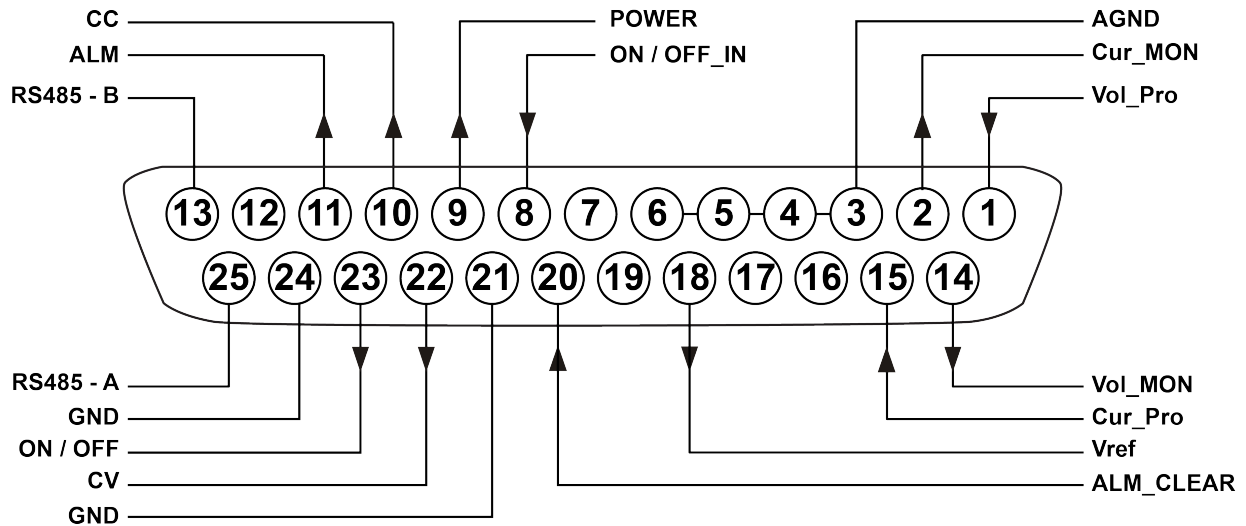 CC POWER AGND
ALM ON / OFF_IN Cur_MON
RS485 - B Vol_Pro
13 12 11 10 9 8 7 6 5 4 3 2 1
25 24 23 22 21 20 19 18 17 16 15 14
RS485 - A Vol_MON
GND Cur_Pro
ON / OFF Vref
CV ALM_CLEAR
GND